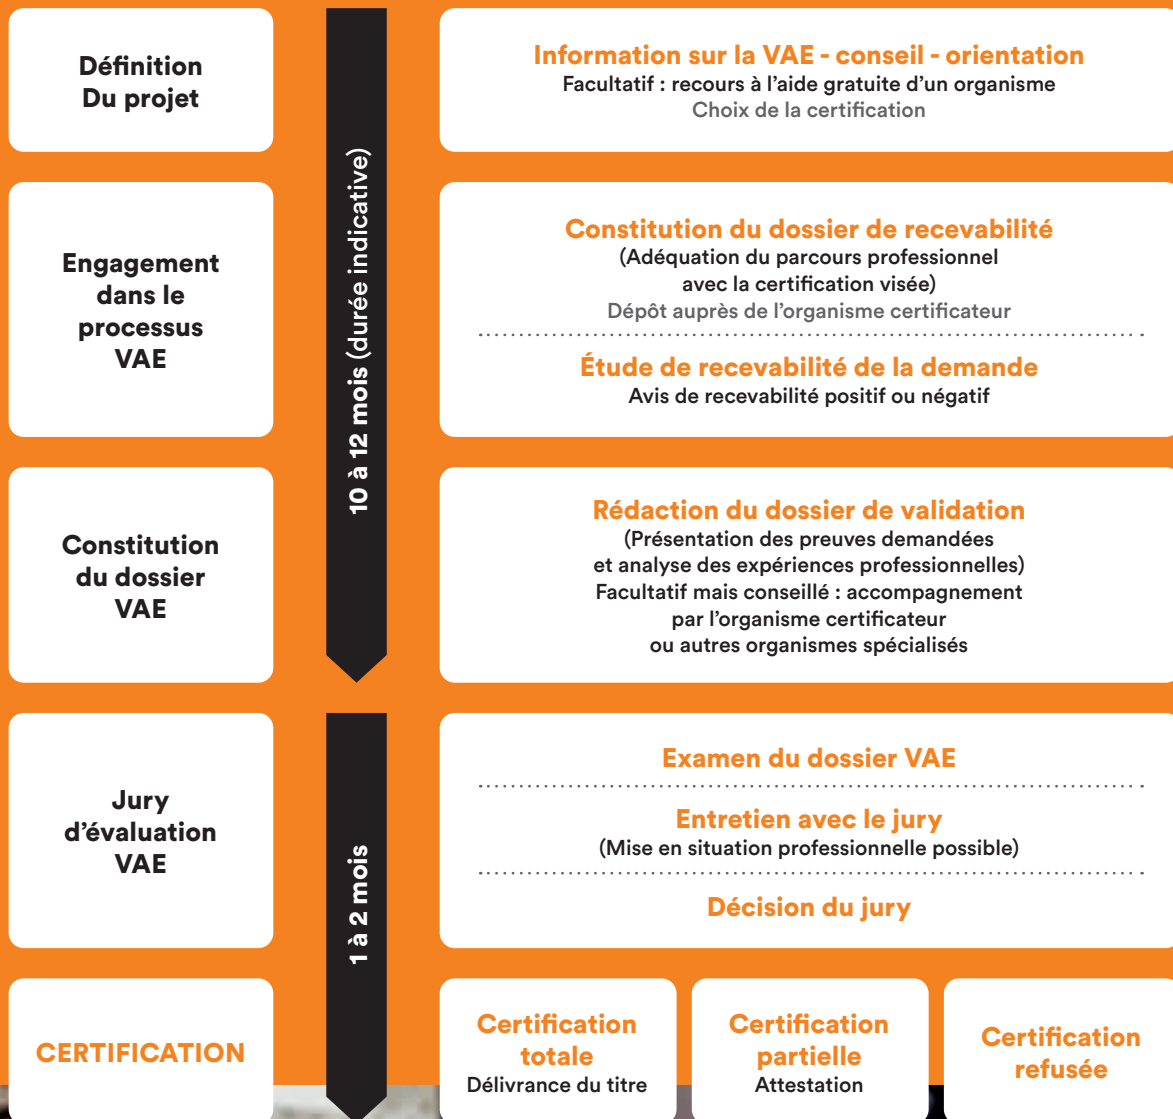 Définition
Du projet
Information sur la VAE - conseil - orientation
Facultatif : recours à l'aide gratuite d'un organisme
Choix de la certification
10 à 12 mois (durée indicative)
Engagement
dans le
processus
VAE
Constitution du dossier de recevabilité
(Adéquation du parcours professionnel
avec la certification visée)
Dépôt auprès de l'organisme certificateur
Étude de recevabilité de la demande
Avis de recevabilité positif ou négatif
Constitution
du dossier
VAE
Rédaction du dossier de validation
(Présentation des preuves demandées
et analyse des expériences professionnelles)
Facultatif mais conseillé : accompagnement
par l'organisme certificateur
ou autres organismes spécialisés
Jury
d'évaluation
VAE
1 à 2 mois
Examen du dossier VAE
Entretien avec le jury
(Mise en situation professionnelle possible)
Décision du jury
CERTIFICATION
Certification
totale
Délivrance du titre
Certification
partielle
Attestation
Certification
refusée